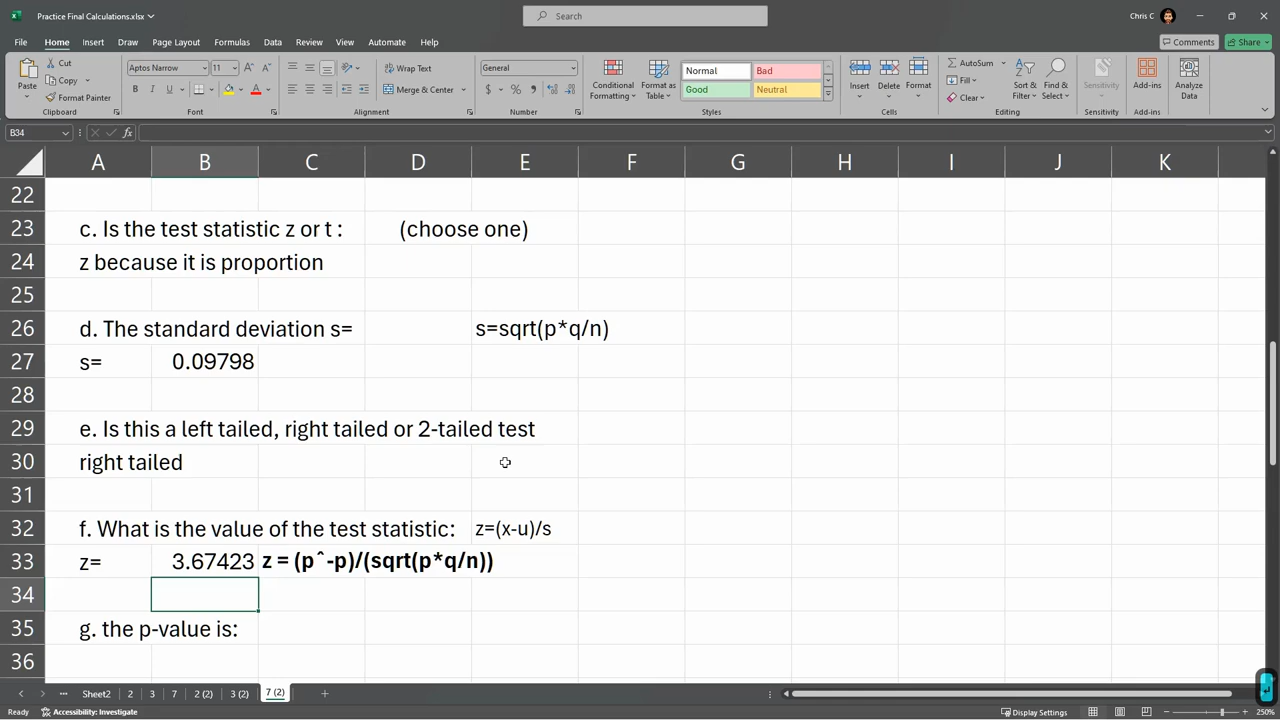 Practice Final Calculations.xlsx
Search
Chris C
File Home Insert Draw Page Layout Formulas Data Review View Automate Help
Comments Share
Paste
Cut
Copy
Format Painter
Clipboard
Aptos Narrow 11
B I U
Font
Wrap Text
Merge & Center
Alignment
General
$ % 9
Number
Conditional Formatting
Format as Table
Normal Bad
Good Neutral
Styles
Insert Delete Format
Cells
AutoSum
Fill
Clear
Sort & Filter
Find & Select
Editing
Sensitivity
Sensitivity
Add-ins
Add-ins
Analyze Data
B34
fx
A B C D E F G H I J K
22
23 c. Is the test statistic z or t : (choose one)
24 z because it is proportion
25
26 d. The standard deviation s= s=sqrt(p*q/n)
27 s= 0.09798
28
29 e. Is this a left tailed, right tailed or 2-tailed test
30 right tailed
31
32 f. What is the value of the test statistic: z=(x-u)/s
33 z= 3.67423 z = (pˆ-p)/(sqrt(p*q/n))
34
35 g. the p-value is:
36
Sheet2 2 3 7 2 (2) 3 (2) 7 (2)
Ready Accessibility: Investigate Display Settings 250%